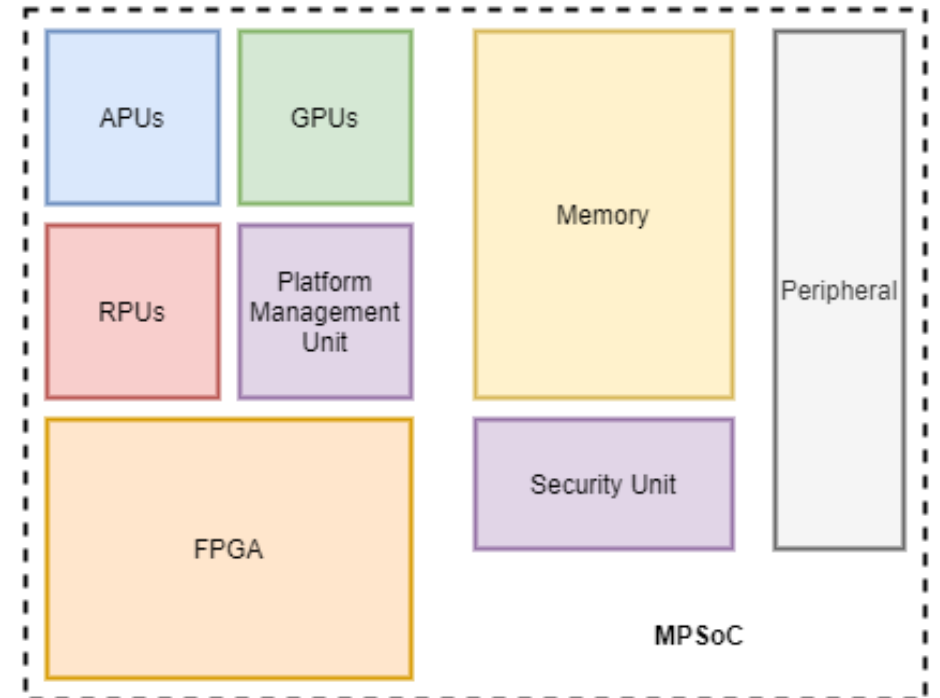 APUs
GPUs
Memory
Peripheral
RPUs
Platform
Management
Unit
Security Unit
FPGA
MPSoC